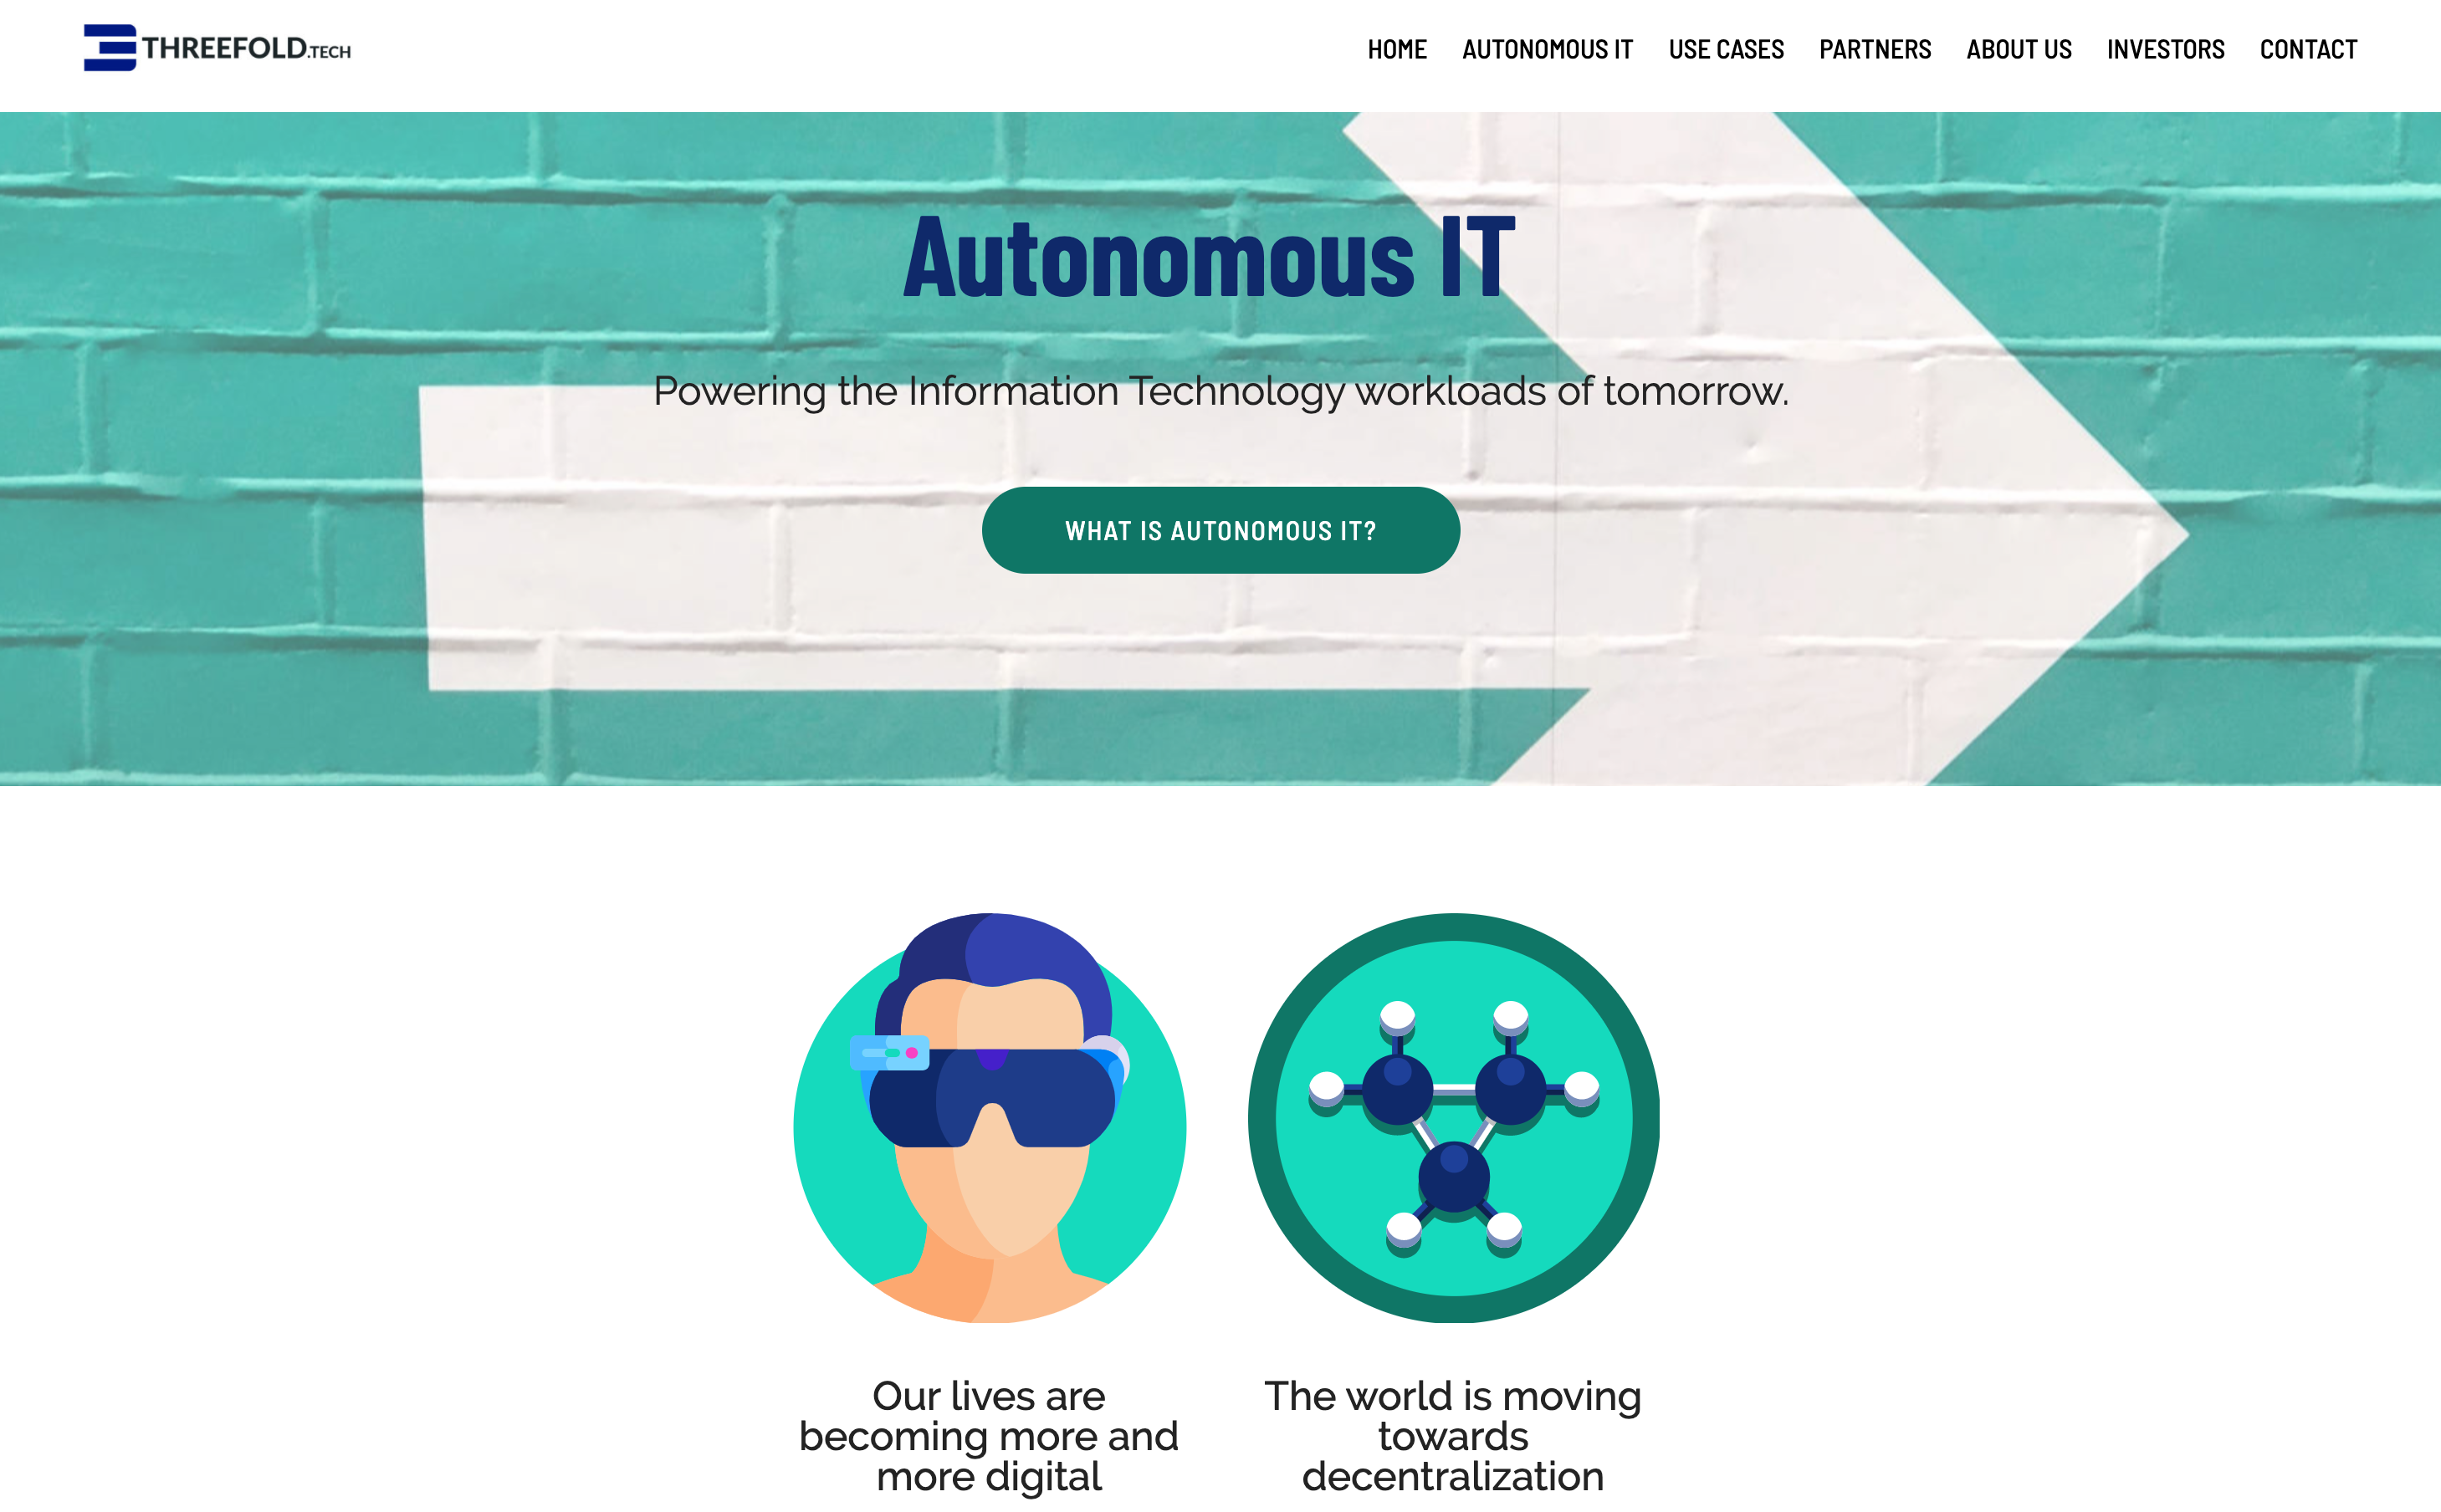 THREEFOLD.TECH
HOME AUTONOMOUS IT USE CASES PARTNERS ABOUT US INVESTORS CONTACT
Autonomous IT
Powering the Information Technology workloads of tomorrow.
WHAT IS AUTONOMOUS IT?
Our lives are
becoming more and
more digital
The world is moving
towards
decentralization